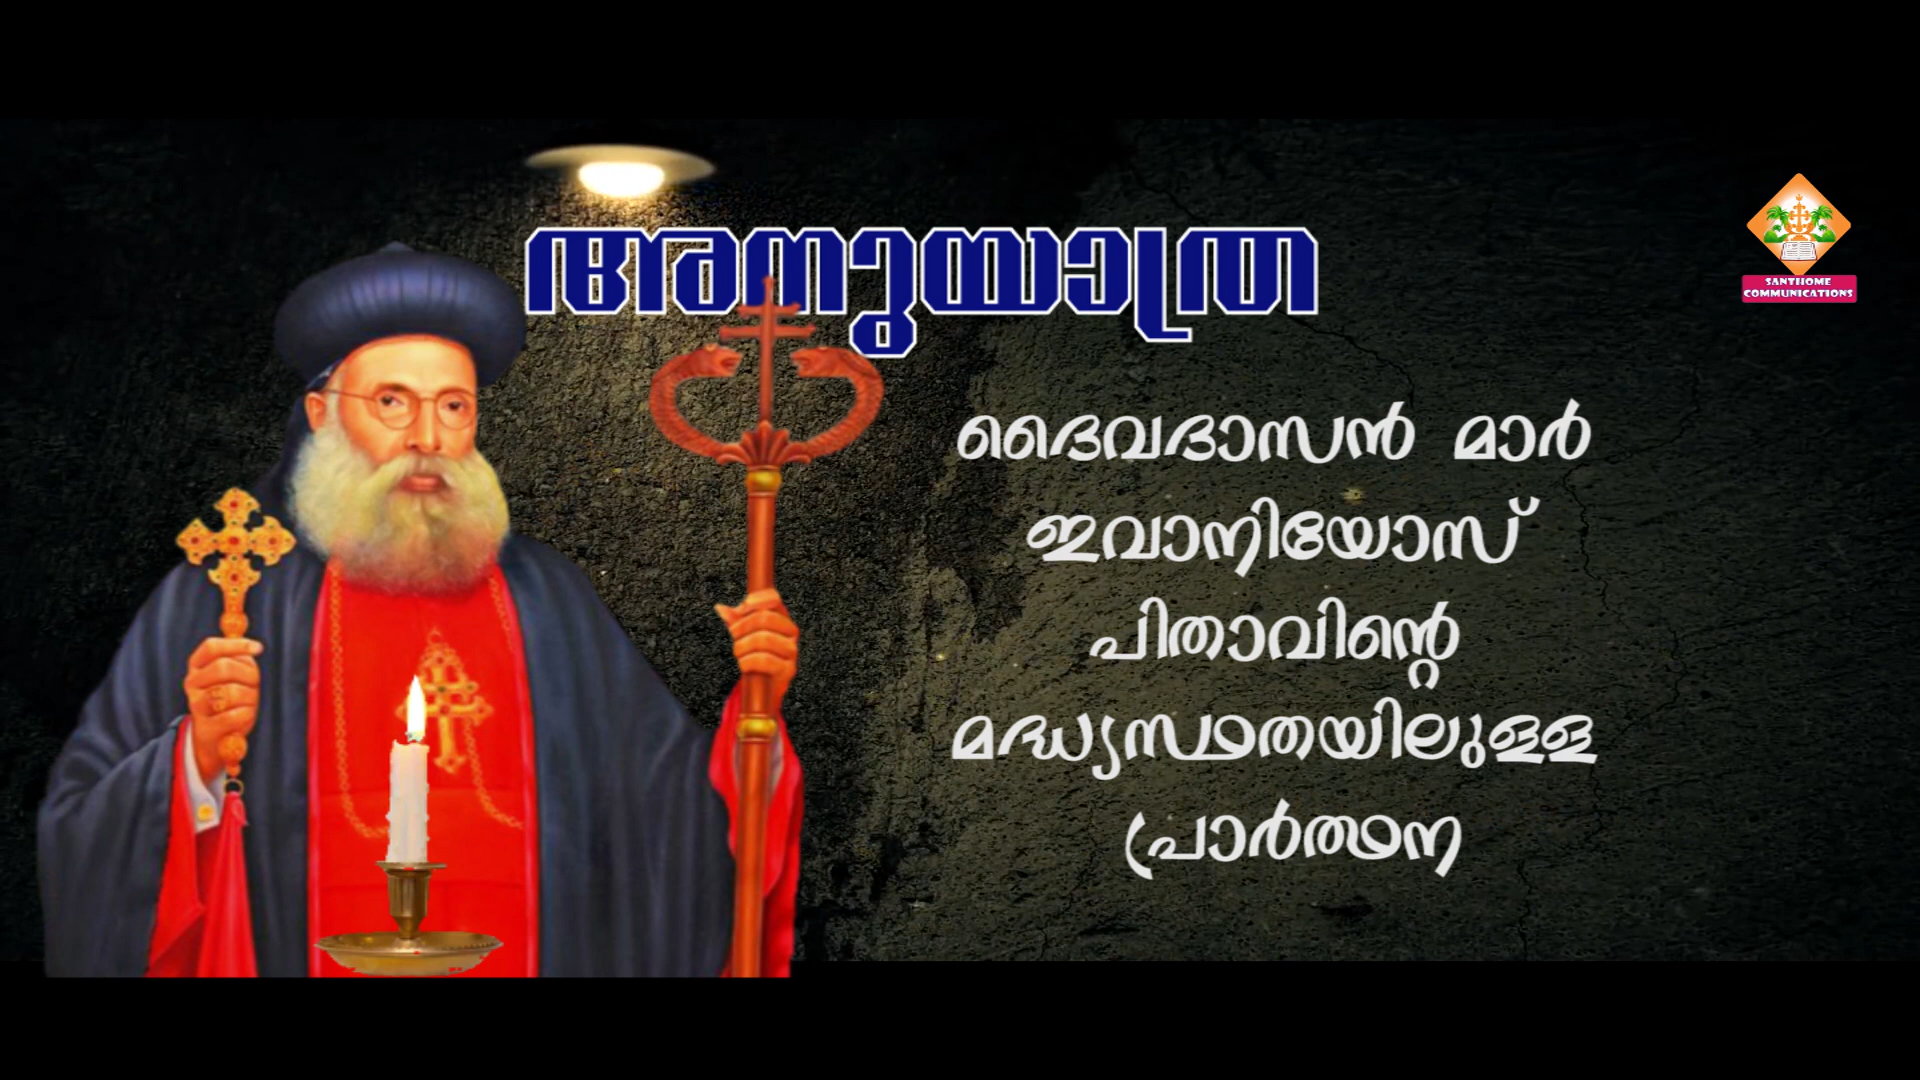 അനുയാത്ര
SANTHOME
COMMUNICATIONS
ദൈവദാസൻ മാർ
ഇവാനിയോസ്
പിതാവിന്റെ
മദ്ധ്യസ്ഥതയിലുള്ള
പ്രാർത്ഥന